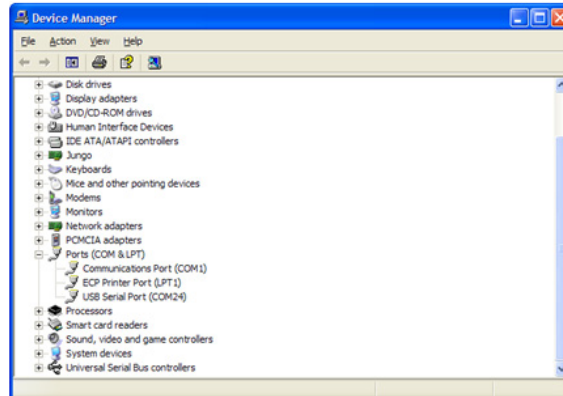 Device Manager
File Action View Help
Disk drives
Display adapters
DVD/CD-ROM drives
Human Interface Devices
IDE ATA/ATAPI controllers
Jungo
Keyboards
Mice and other pointing devices
Modems
Monitors
Network adapters
PCMCIA adapters
Ports (COM & LPT)
Communications Port (COM1)
ECP Printer Port (LPT1)
USB Serial Port (COM24)
Processors
Smart card readers
Sound, video and game controllers
System devices
Universal Serial Bus controllers